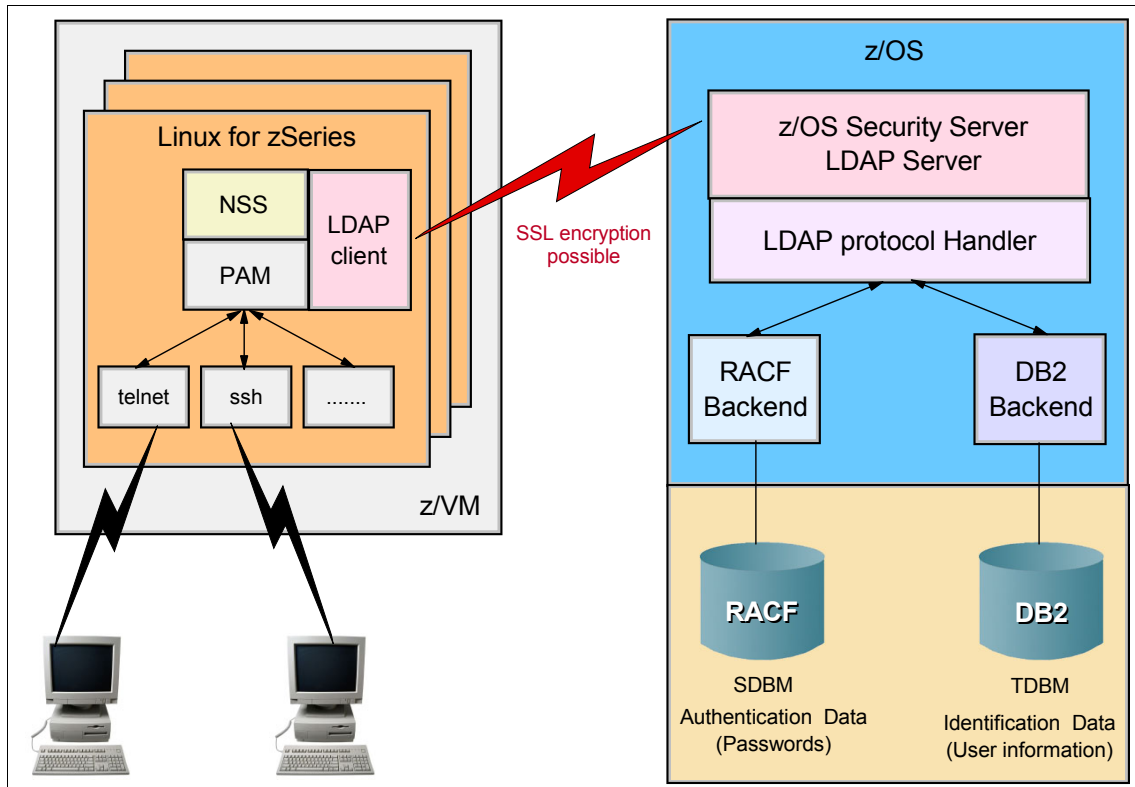 Linux for zSeries
NSS
PAM
LDAP
client
telnet
ssh
.......
z/VM
SSL encryption
possible
z/OS
z/OS Security Server
LDAP Server
LDAP protocol Handler
RACF
Backend
DB2
Backend
RACF
DB2
SDBM
Authentication Data
(Passwords)
TDBM
Identification Data
(User information)